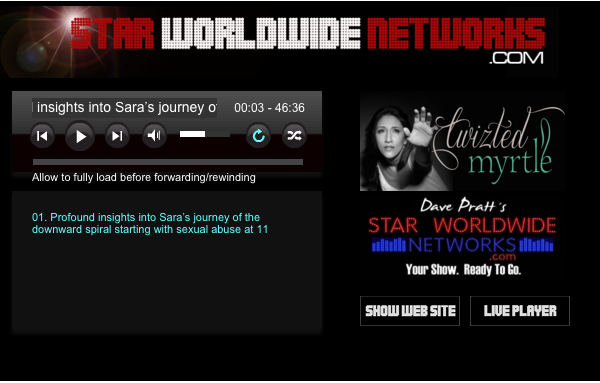 STAR WORLDWIDE NETWORKS
.COM
insights into Sara's journey of 00:03 - 46:36
Allow to fully load before forwarding/rewinding
01. Profound insights into Sara's journey of the
downward spiral starting with sexual abuse at 11
twizted
myrtle
Dave Pratt's
STAR WORLDWIDE
NETWORKS
.com
Your Show. Ready To Go.
SHOW WEB SITE
LIVE PLAYER